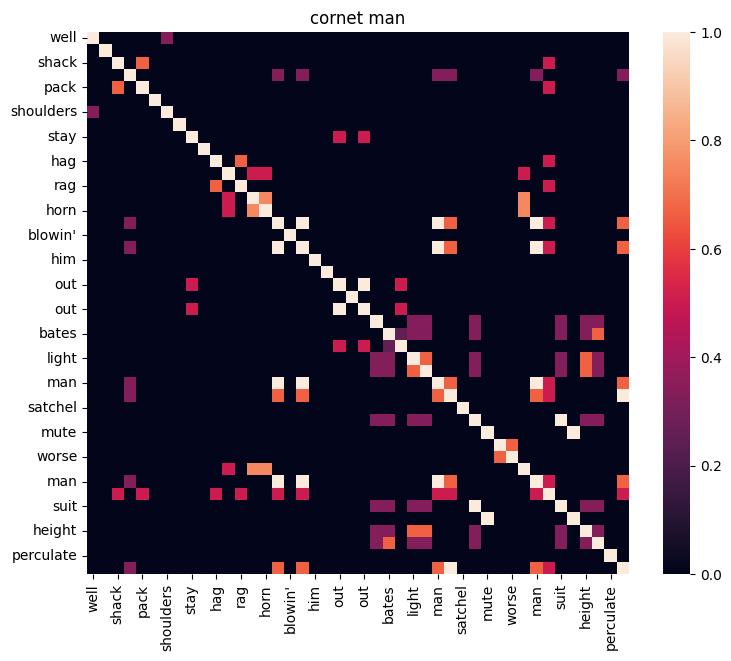 cornet man
well
shack
pack
shoulders
stay
hag
rag
horn
blowin'
him
out
out
bates
light
man
satchel
mute
worse
man
suit
height
perculate
1.0
0.8
0.6
0.4
0.2
0.0
well
shack
pack
shoulders
stay
hag
rag
horn
blowin'
him
out
out
bates
light
man
satchel
mute
worse
man
suit
height
perculate